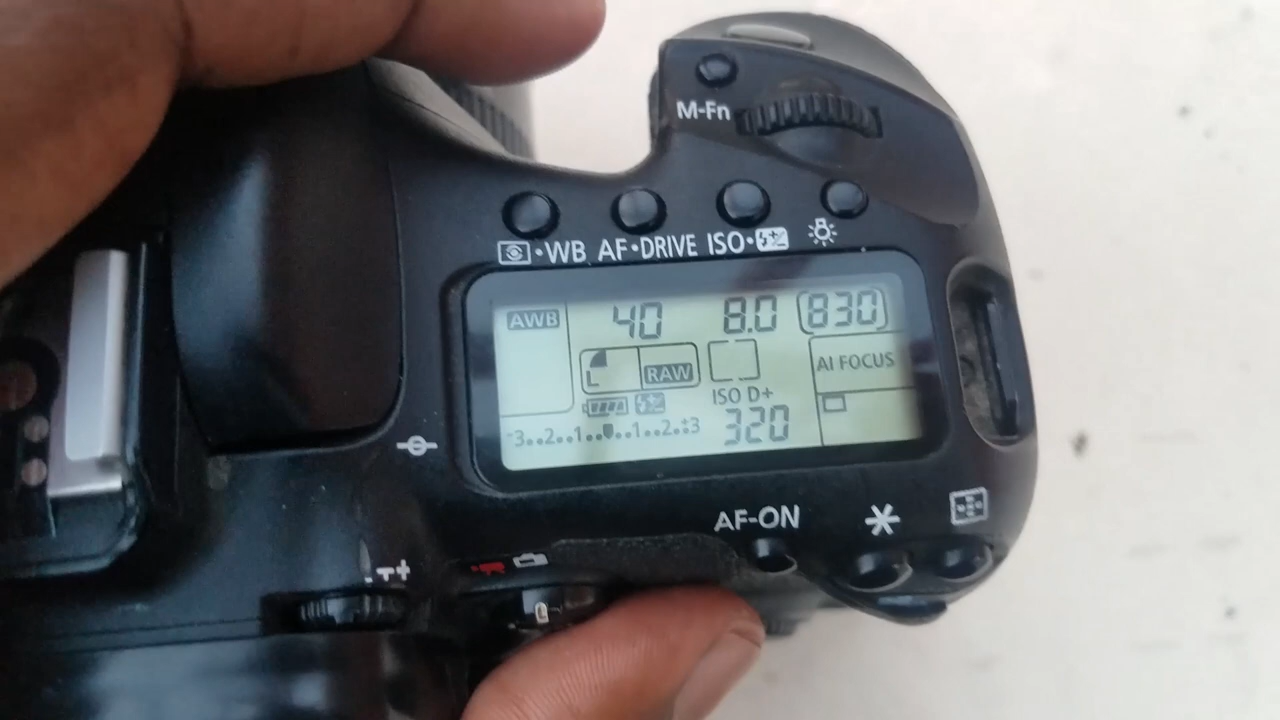 M-Fn
WB AF•DRIVE ISO•
AWB 40 8.0 (830)
L RAW AI FOCUS
ISO D+
-3..2..1...▼..1..2.:+3 320
AF-ON